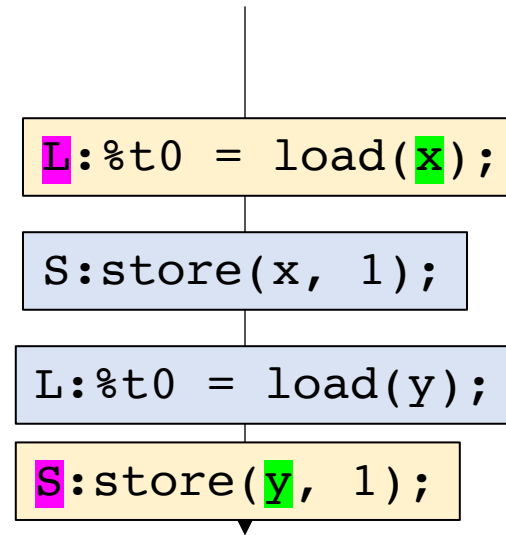 L:%t0 = load(x);
S:store(x, 1);
L:%t0 = load(y);
S:store(y, 1);